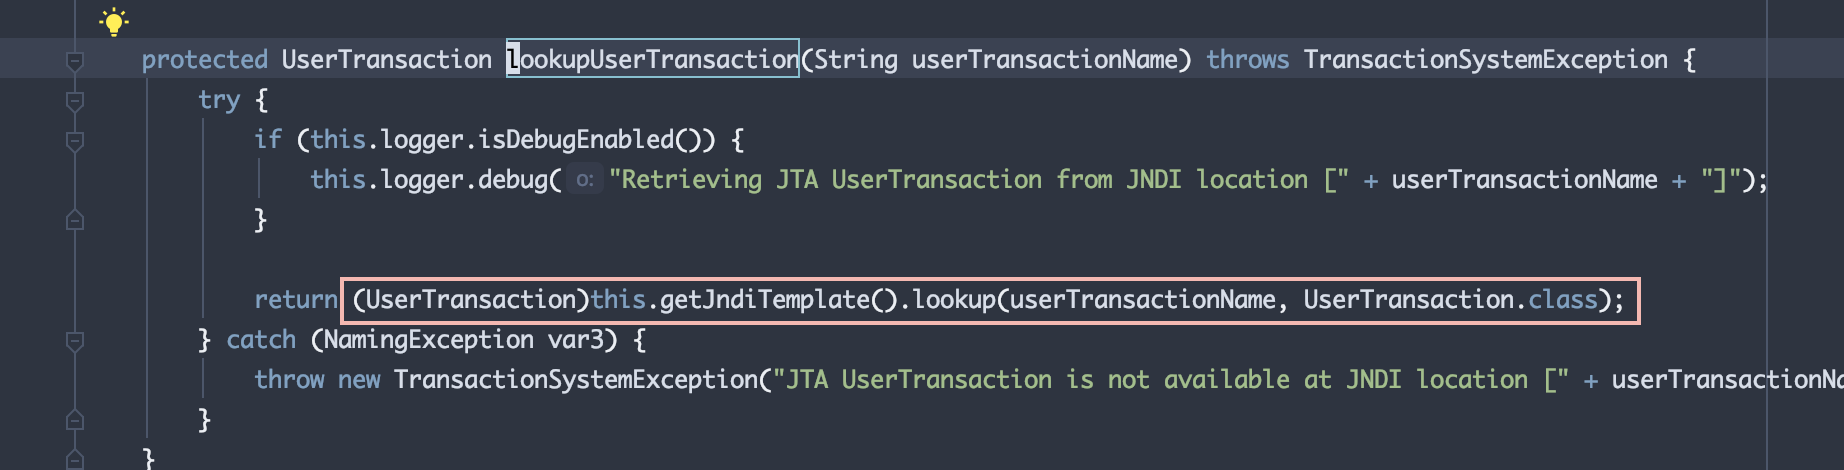 protected UserTransaction lookupUserTransaction(String userTransactionName) throws TransactionSystemException {
try {
if (this.logger.isDebugEnabled()) {
this.logger.debug( o: "Retrieving JTA UserTransaction from JNDI location [" + userTransactionName + "]");
}
return (UserTransaction)this.getJndiTemplate().lookup(userTransactionName, UserTransaction.class);
} catch (NamingException var3) {
throw new TransactionSystemException("JTA UserTransaction is not available at JNDI location [" + userTransactionNa
}
}